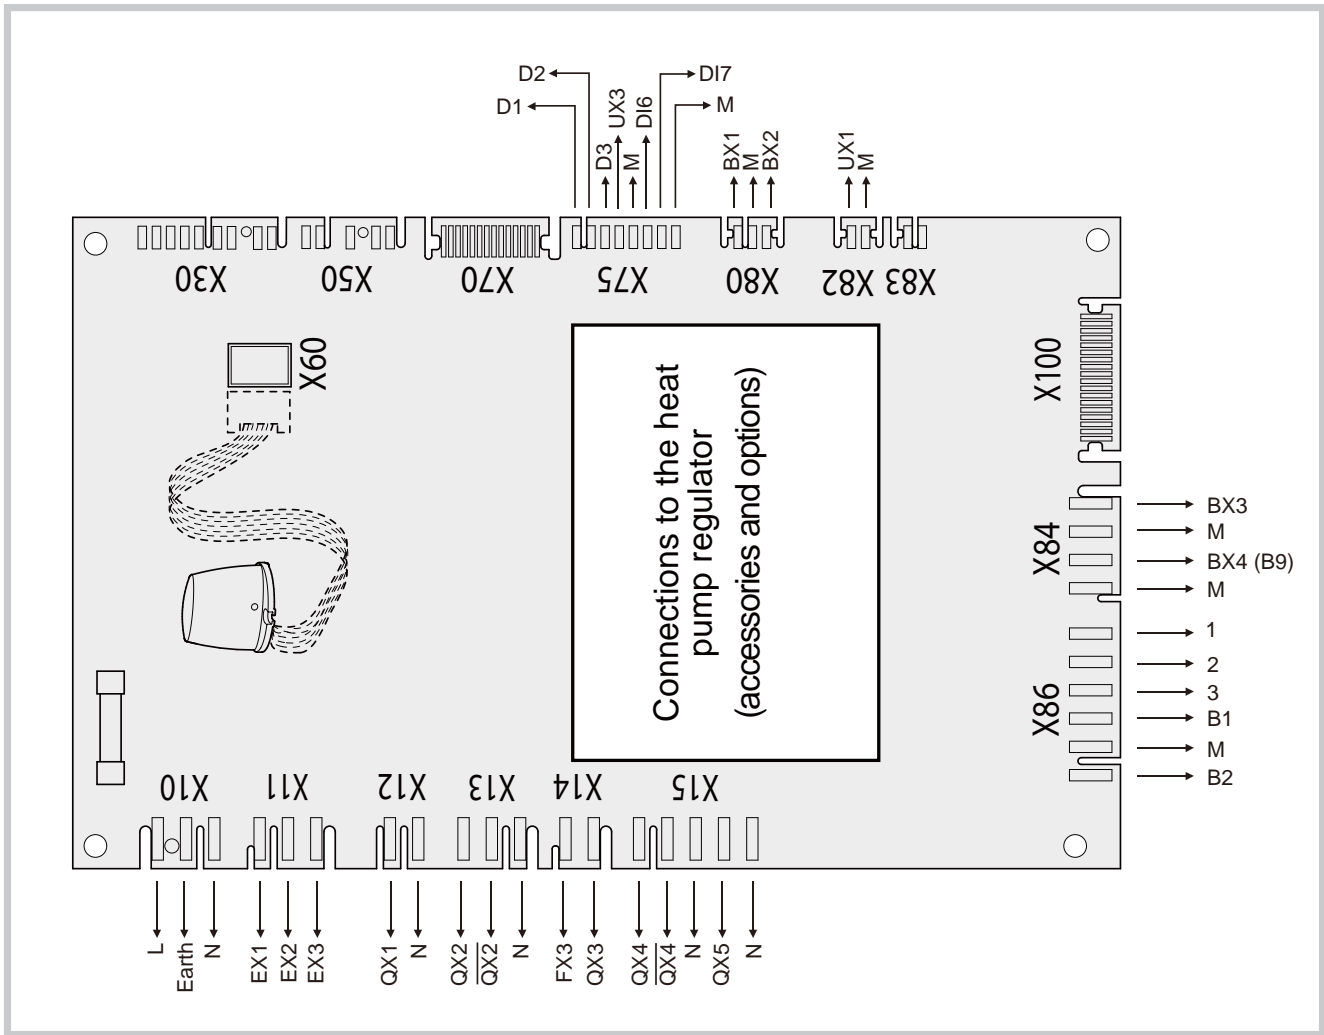 D2
DI7
D1
M
D3
UX3
M
DI6
BX1
M
BX2
UX1
M
X30
X50
X70
X75
X80
X82
X83
X60
X100
Connections to the heat
pump regulator
(accessories and options)
BX3
M
X84
BX4 (B9)
M
1
2
3
X86
B1
M
B2
X10
X11
X12
X13
X14
X15
L
Earth
N
EX1
EX2
EX3
QX1
N
QX2
QX2
N
FX3
QX3
QX4
QX4
N
QX5
N